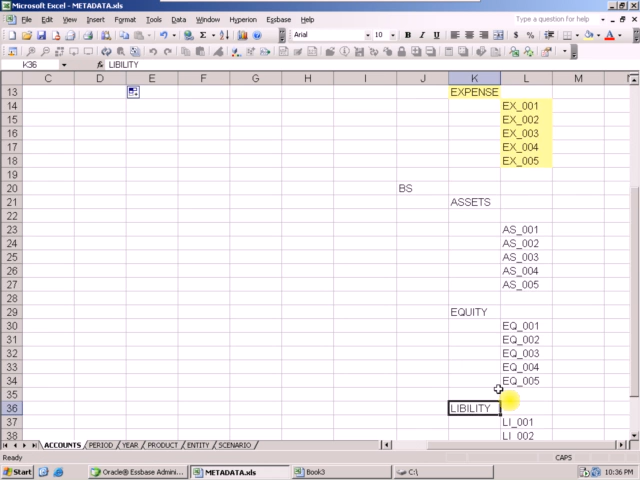 Microsoft Excel - METADATA.xls
File Edit View Insert Format Tools Data Window Hyperion Essbase Help Type a question for help
Arial 10 B I U
K36 fx LIBILITY
C D E F G H I J K L M
13 EXPENSE
14 EX_001
15 EX_002
16 EX_003
17 EX_004
18 EX_005
19
20 BS
21 ASSETS
22
23 AS_001
24 AS_002
25 AS_003
26 AS_004
27 AS_005
28
29 EQUITY
30 EQ_001
31 EQ_002
32 EQ_003
33 EQ_004
34 EQ_005
35
36 LIBILITY
37 LI_001
38 LI_002
ACCOUNTS PERIOD YEAR PRODUCT ENTITY SCENARIO
Ready CAPS
Start Oracle® Essbase Admini... METADATA.xls Book3 C:\ 10:36 PM